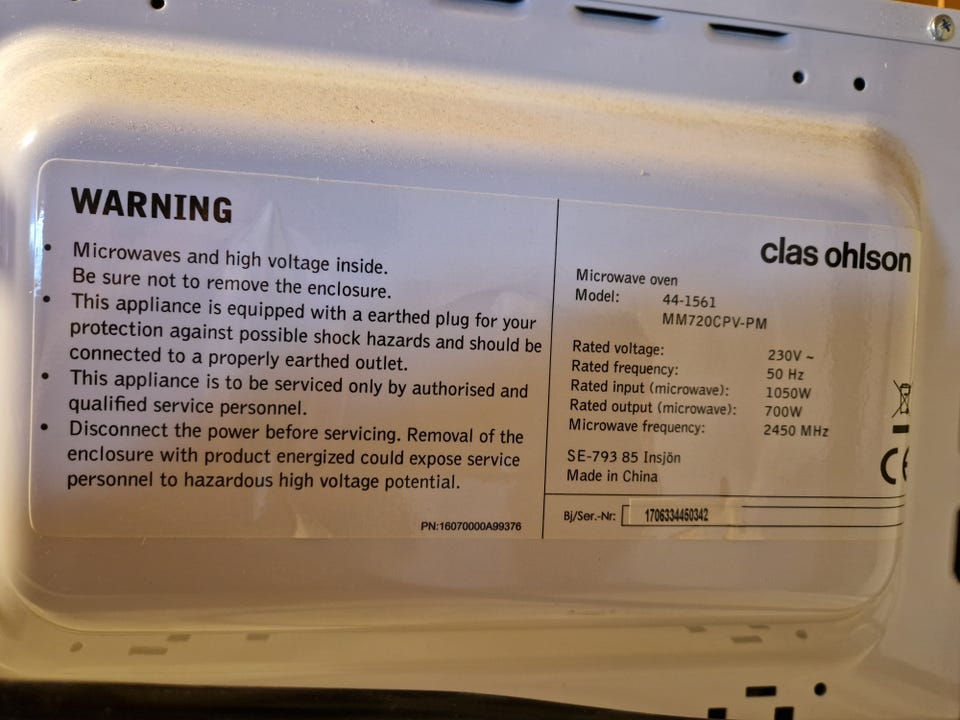 WARNING
• Microwaves and high voltage inside.
Be sure not to remove the enclosure.
• This appliance is equipped with a earthed plug for your
protection against possible shock hazards and should be
connected to a properly earthed outlet.
• This appliance is to be serviced only by authorised and
qualified service personnel.
• Disconnect the power before servicing. Removal of the
enclosure with product energized could expose service
personnel to hazardous high voltage potential.
PN:16070000A99376
clas ohlson
Microwave oven
Model: 44-1561
MM720CPV-PM
Rated voltage: 230V ~
Rated frequency: 50 Hz
Rated input (microwave): 1050W
Rated output (microwave): 700W
Microwave frequency: 2450 MHz
SE-793 85 Insjön
Made in China
CE
Bj/Ser.-Nr: 1706334450342